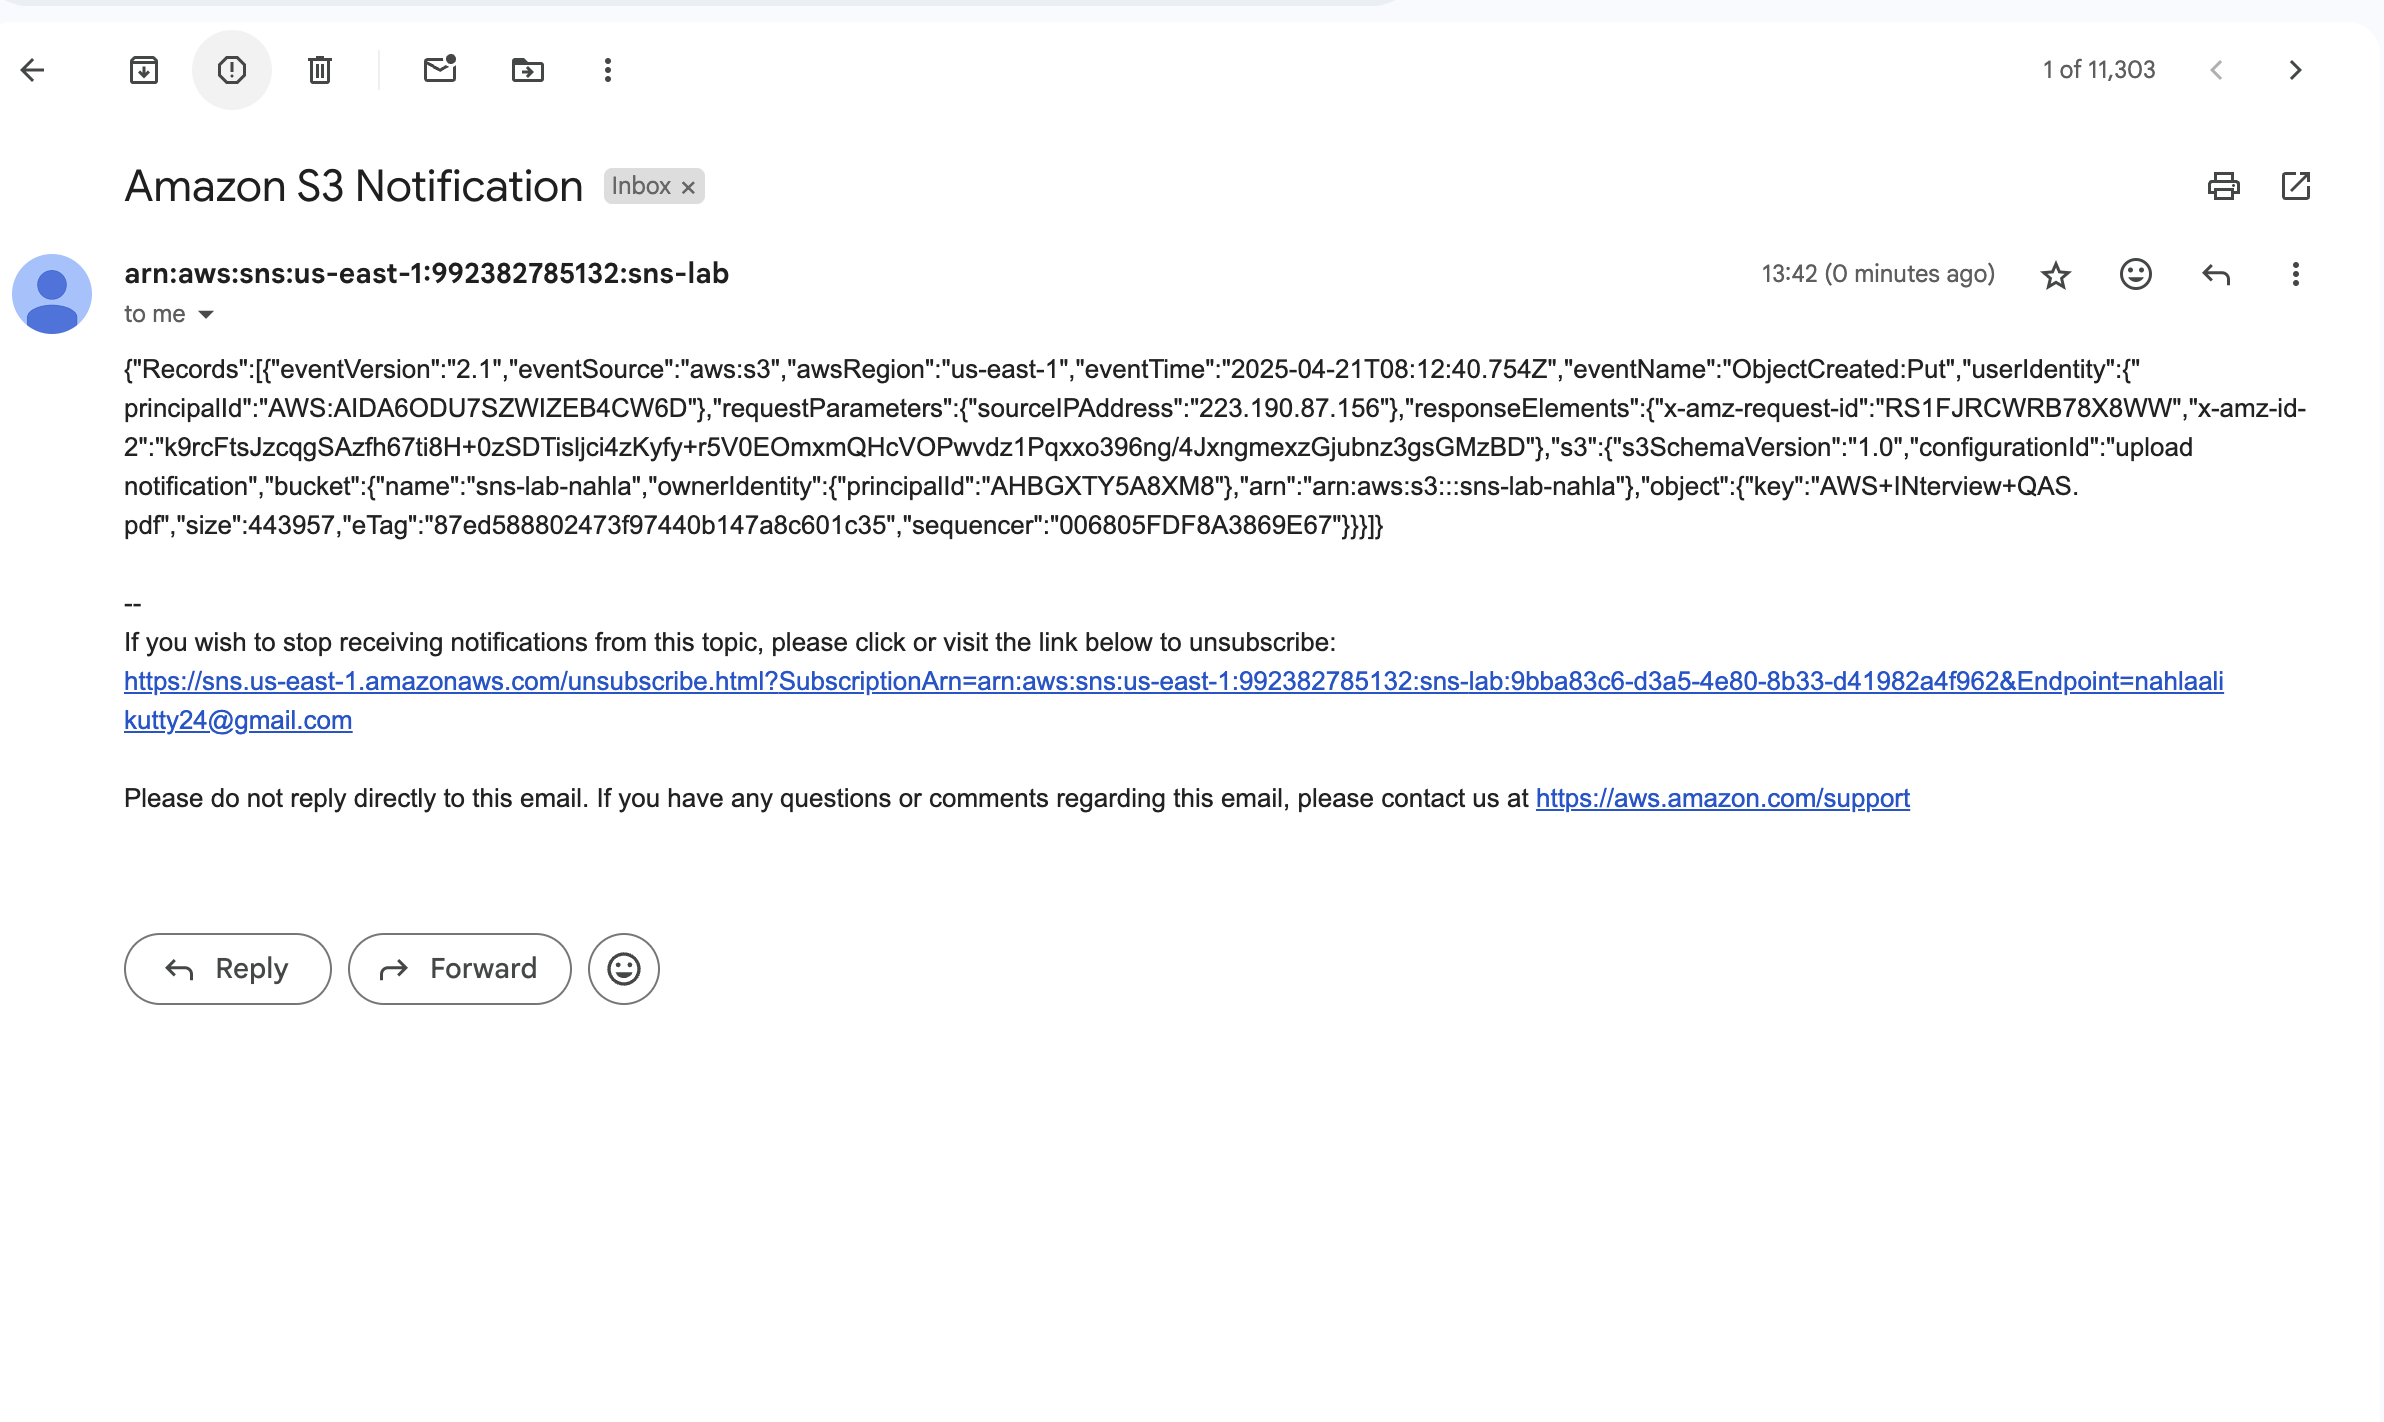 1 of 11,303
Amazon S3 Notification Inbox ×
arn:aws:sns:us-east-1:992382785132:sns-lab
13:42 (0 minutes ago)
to me
{"Records":[{"eventVersion":"2.1","eventSource":"aws:s3","awsRegion":"us-east-1","eventTime":"2025-04-21T08:12:40.754Z","eventName":"ObjectCreated:Put","userIdentity":{"
principalId":"AWS:AIDA6ODU7SZWIZEB4CW6D"},"requestParameters":{"sourceIPAddress":"223.190.87.156"},"responseElements":{"x-amz-request-id":"RS1FJRCWRB78X8WW","x-amz-id-
2":"k9rcFtsJzcqgSAzfh67ti8H+0zSDTisljci4zKyfy+r5V0EOmxmQHcVOPwvdz1Pqxxo396ng/4JxngmexzGjubnz3gsGMzBD"},"s3":{"s3SchemaVersion":"1.0","configurationId":"upload
notification","bucket":{"name":"sns-lab-nahla","ownerIdentity":{"principalId":"AHBGXTY5A8XM8"},"arn":"arn:aws:s3:::sns-lab-nahla"},"object":{"key":"AWS+INterview+QAS.
pdf","size":443957,"eTag":"87ed588802473f97440b147a8c601c35","sequencer":"006805FDF8A3869E67"}}}]}
--
If you wish to stop receiving notifications from this topic, please click or visit the link below to unsubscribe:
https://sns.us-east-1.amazonaws.com/unsubscribe.html?SubscriptionArn=arn:aws:sns:us-east-1:992382785132:sns-lab:9bba83c6-d3a5-4e80-8b33-d41982a4f962&Endpoint=nahlaali
kutty24@gmail.com
Please do not reply directly to this email. If you have any questions or comments regarding this email, please contact us at https://aws.amazon.com/support
Reply
Forward